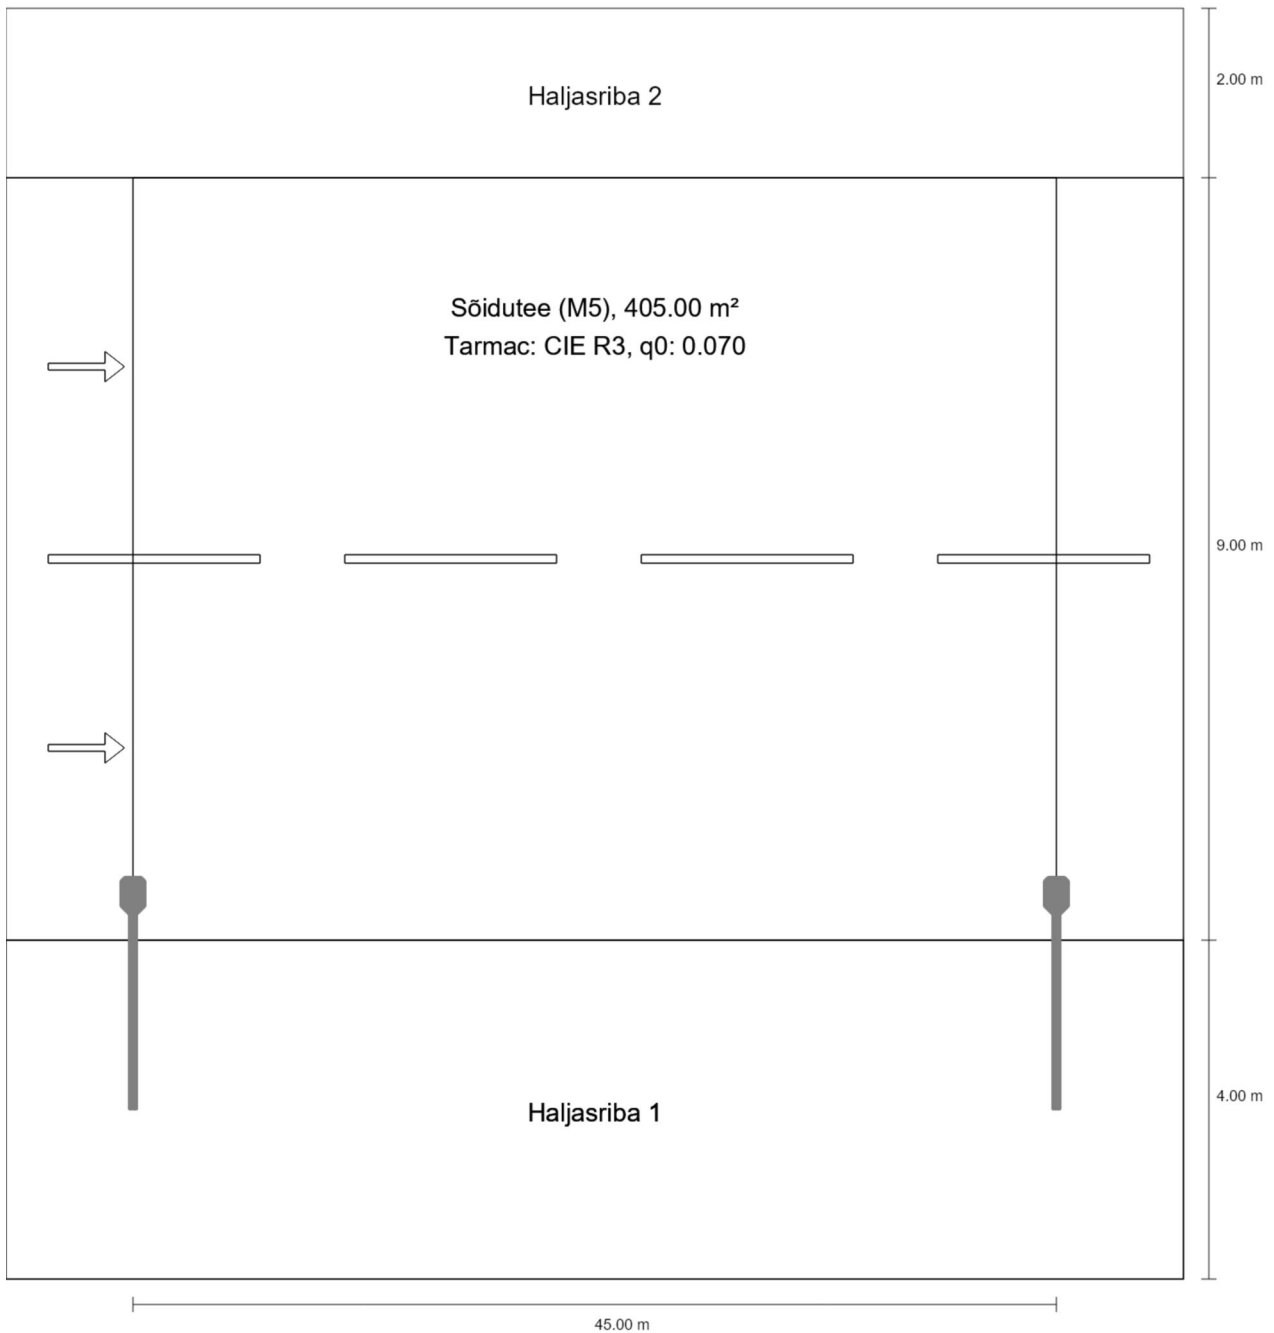 Haljasriba 2
2.00 m
Sõidutee (M5), 405.00 m²
Tarmac: CIE R3, q0: 0.070
9.00 m
Haljasriba 1
4.00 m
45.00 m